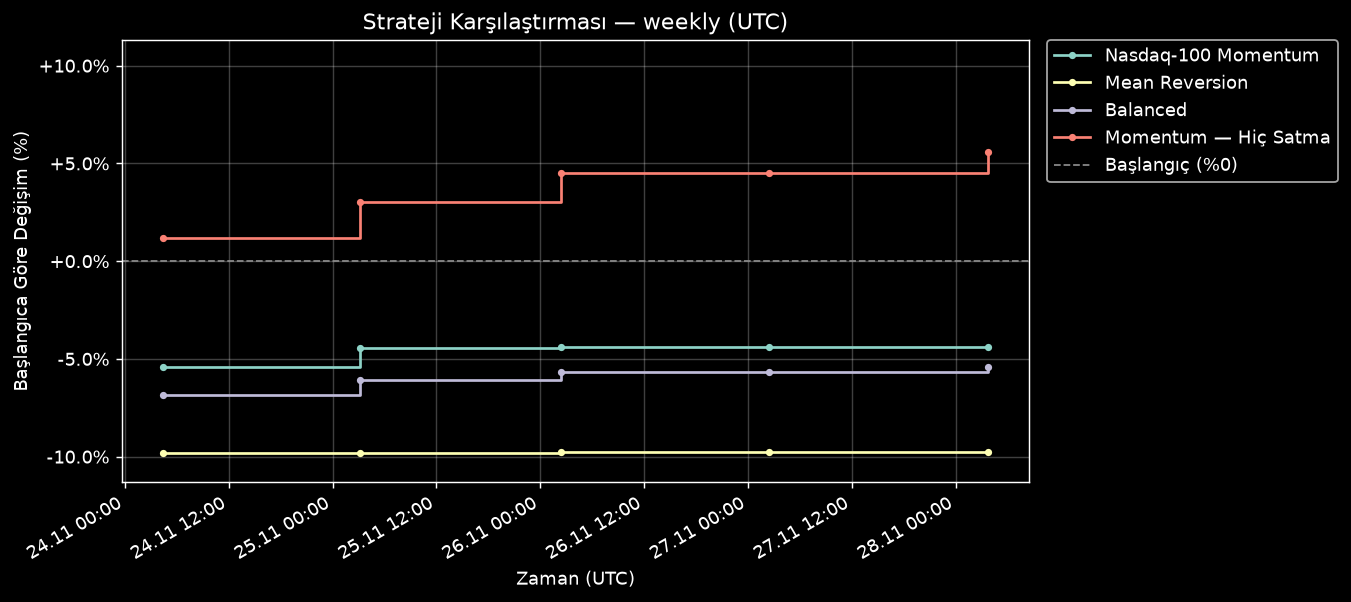 Strateji Karşılaştırması — weekly (UTC)
Nasdaq-100 Momentum
Mean Reversion
Balanced
Momentum — Hiç Satma
Başlangıç (%0)
Başlangıca Göre Değişim (%)
+10.0%
+5.0%
+0.0%
-5.0%
-10.0%
24.11 00:00
24.11 12:00
25.11 00:00
25.11 12:00
26.11 00:00
26.11 12:00
27.11 00:00
27.11 12:00
28.11 00:00
Zaman (UTC)